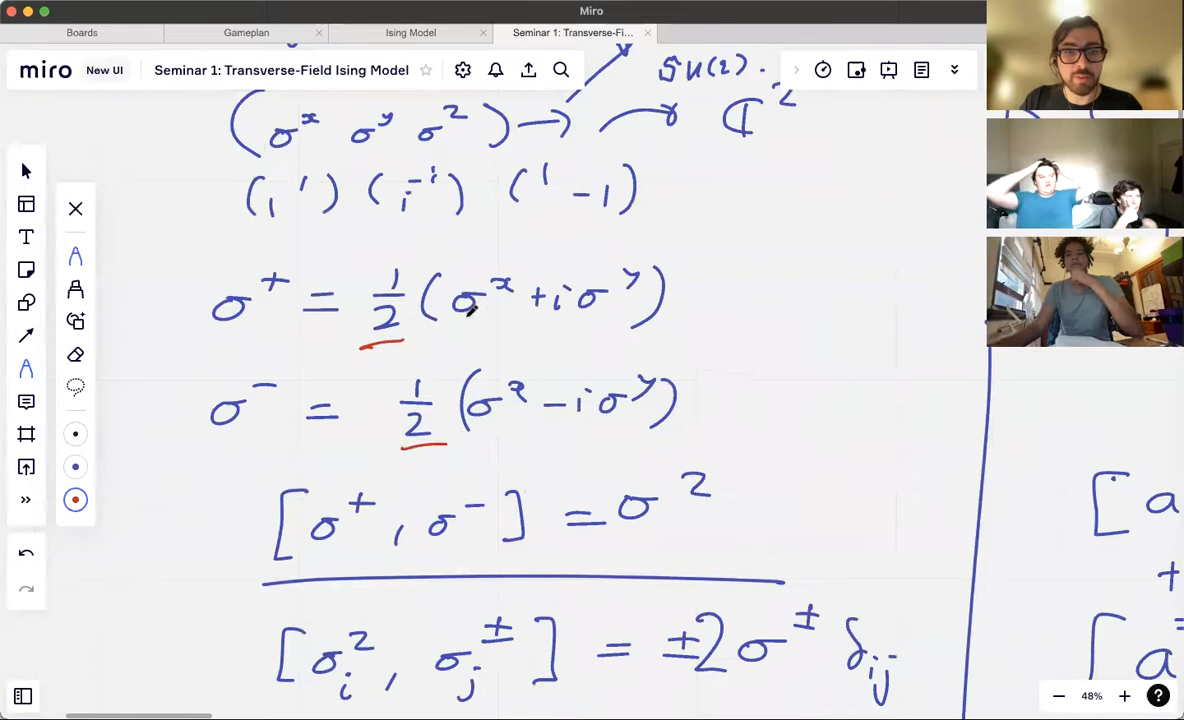 Miro
Boards
Gameplan
Ising Model
Seminar 1: Transverse-Fi...
miro New UI Seminar 1: Transverse-Field Ising Model
SU(2).
(σ^x σ^y σ^z) → ℂ^2
(1 1) (i -i) (1 -1)
σ^+ = 1/2 (σ^x + iσ^y)
σ^- = 1/2 (σ^x - iσ^y)
[σ^+, σ^-] = σ^z
[σ_i^z, σ_j^±] = ±2σ^± δ_ij
[a
+
[a
T
48%